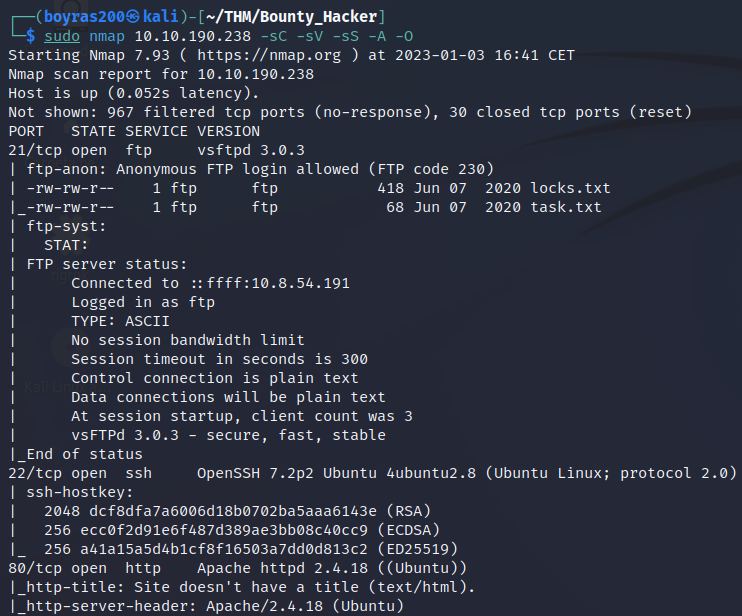 ┌──(boyras200㉿kali)-[~/THM/Bounty_Hacker]
└─$ sudo nmap 10.10.190.238 -sC -sV -sS -A -O
Starting Nmap 7.93 ( https://nmap.org ) at 2023-01-03 16:41 CET
Nmap scan report for 10.10.190.238
Host is up (0.052s latency).
Not shown: 967 filtered tcp ports (no-response), 30 closed tcp ports (reset)
PORT   STATE SERVICE VERSION
21/tcp open  ftp     vsftpd 3.0.3
| ftp-anon: Anonymous FTP login allowed (FTP code 230)
| -rw-rw-r--    1 ftp      ftp           418 Jun 07  2020 locks.txt
|_-rw-rw-r--    1 ftp      ftp            68 Jun 07  2020 task.txt
| ftp-syst:
|   STAT:
| FTP server status:
|      Connected to ::ffff:10.8.54.191
|      Logged in as ftp
|      TYPE: ASCII
|      No session bandwidth limit
|      Session timeout in seconds is 300
|      Control connection is plain text
|      Data connections will be plain text
|      At session startup, client count was 3
|      vsFTPd 3.0.3 - secure, fast, stable
|_End of status
22/tcp open  ssh     OpenSSH 7.2p2 Ubuntu 4ubuntu2.8 (Ubuntu Linux; protocol 2.0)
| ssh-hostkey:
|   2048 dcf8dfa7a6006d18b0702ba5aaa6143e (RSA)
|   256 ecc0f2d91e6f487d389ae3bb08c40cc9 (ECDSA)
|_  256 a41a15a5d4b1cf8f16503a7dd0d813c2 (ED25519)
80/tcp open  http    Apache httpd 2.4.18 ((Ubuntu))
|_http-title: Site doesn't have a title (text/html).
|_http-server-header: Apache/2.4.18 (Ubuntu)